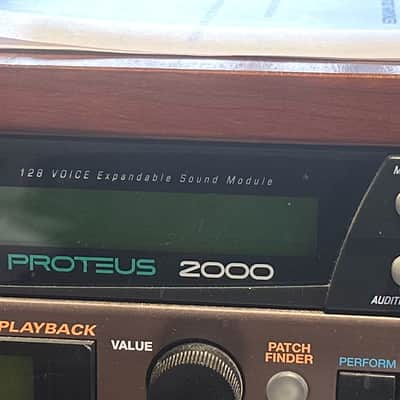 128 VOICE Expandable Sound Module
PROTEUS 2000
PLAYBACK
VALUE
PATCH
FINDER
PERFORM